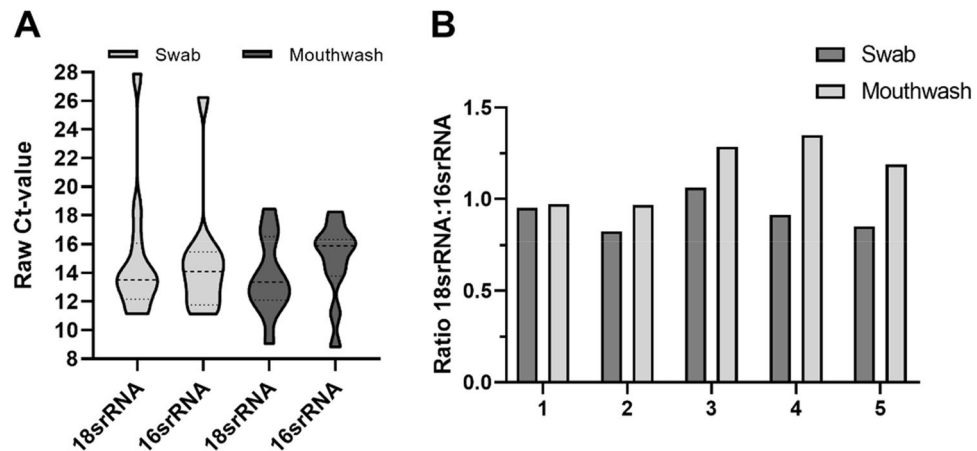 A
Swab Mouthwash
Raw Ct-value
28
26
24
22
20
18
16
14
12
10
8
18srRNA 16srRNA 18srRNA 16srRNA
B
Swab
Mouthwash
Ratio 18srRNA:16srRNA
1.5
1.0
0.5
0.0
1 2 3 4 5